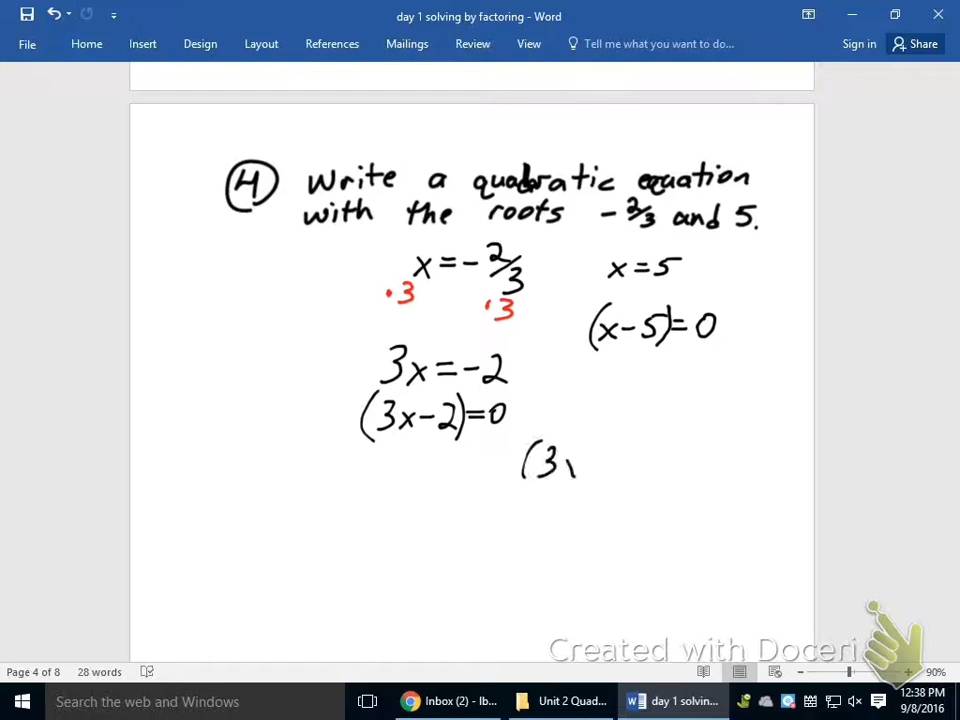 day 1 solving by factoring - Word
File Home Insert Design Layout References Mailings Review View Tell me what you want to do... Sign in Share
4 Write a quadratic equation
with the roots - 2/3 and 5.
x = - 2/3 x = 5
· 3 · 3
(x - 5) = 0
3x = -2
(3x - 2) = 0
(3
Created with Doceri
Page 4 of 8 28 words 90%
Search the web and Windows Inbox (2) - Ib... Unit 2 Quad... day 1 solving... 12:38 PM
9/8/2016